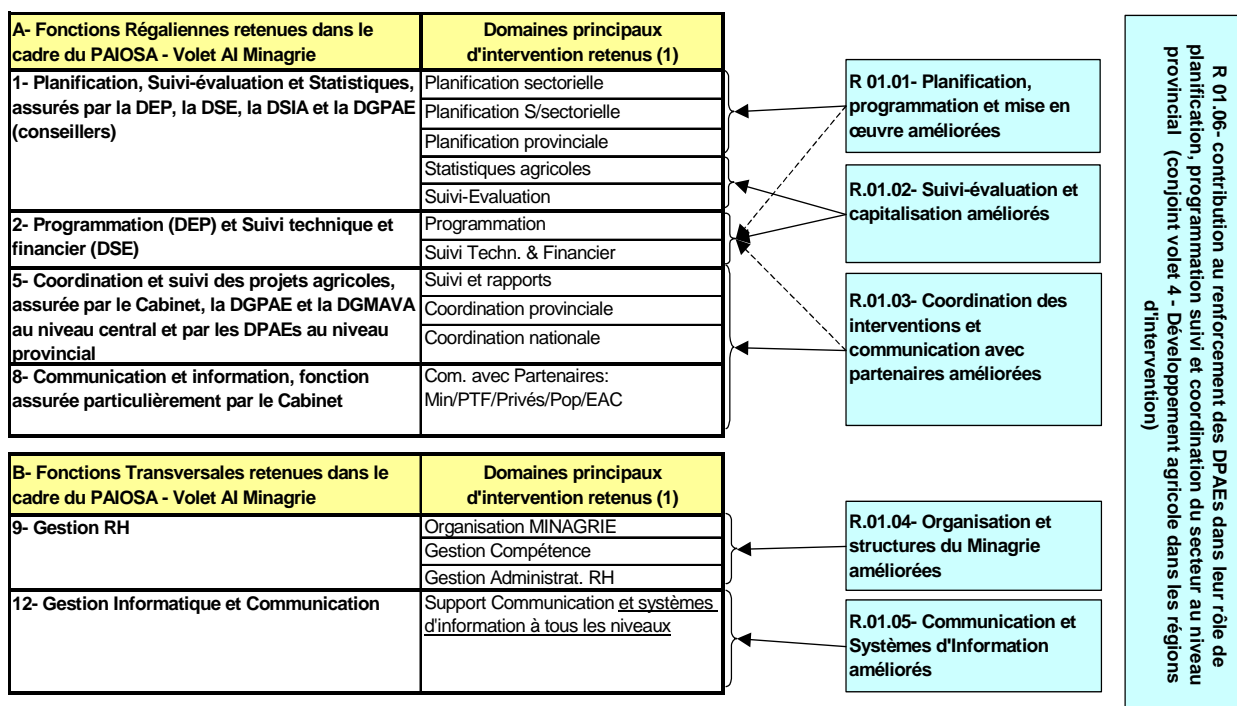 A- Fonctions Régaliennes retenues dans le
cadre du PAIOSA - Volet AI Minagrie
Domaines principaux
d'intervention retenus (1)
1- Planification, Suivi-évaluation et Statistiques,
assurés par la DEP, la DSE, la DSIA et la DGPAE
(conseillers)
Planification sectorielle
Planification S/sectorielle
Planification provinciale
Statistiques agricoles
Suivi-Evaluation
2- Programmation (DEP) et Suivi technique et
financier (DSE)
Programmation
Suivi Techn. & Financier
5- Coordination et suivi des projets agricoles,
assurée par le Cabinet, la DGPAE et la DGMAVA
au niveau central et par les DPAEs au niveau
provincial
Suivi et rapports
Coordination provinciale
Coordination nationale
8- Communication et information, fonction
assurée particulièrement par le Cabinet
Com. avec Partenaires:
Min/PTF/Privés/Pop/EAC
B- Fonctions Transversales retenues dans le
cadre du PAIOSA - Volet AI Minagrie
Domaines principaux
d'intervention retenus (1)
9- Gestion RH
Organisation MINAGRIE
Gestion Compétence
Gestion Administrat. RH
12- Gestion Informatique et Communication
Support Communication et systèmes
d'information à tous les niveaux
R 01.01- Planification,
programmation et mise en
œuvre améliorées
R.01.02- Suivi-évaluation et
capitalisation améliorés
R.01.03- Coordination des
interventions et
communication avec
partenaires améliorées
R.01.04- Organisation et
structures du Minagrie
améliorées
R.01.05- Communication et
Systèmes d'Information
améliorés
R 01.06- contribution au renforcement des DPAEs dans leur rôle de
planification, programmation suivi et coordination du secteur au niveau
provincial (conjoint volet 4 - Développement agricole dans les régions
d'intervention)